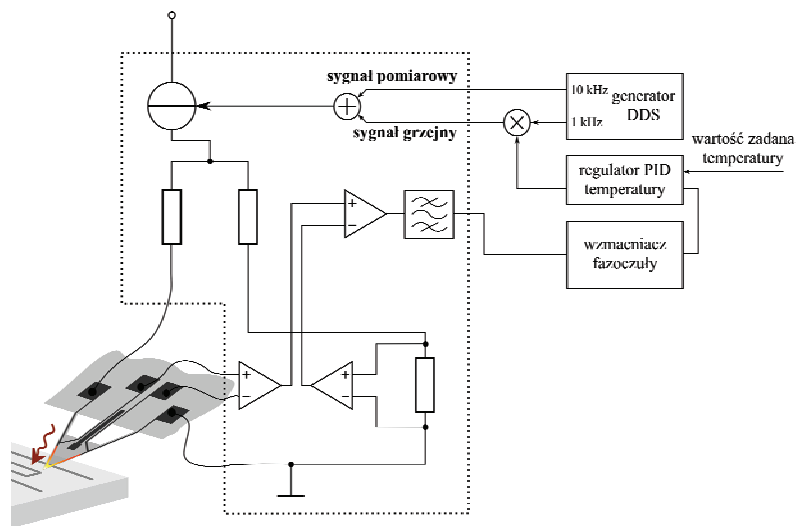 sygnał pomiarowy
sygnał grzejny
10 kHz
1 kHz
generator
DDS
wartość zadana
temperatury
regulator PID
temperatury
wzmacniacz
fazoczuły